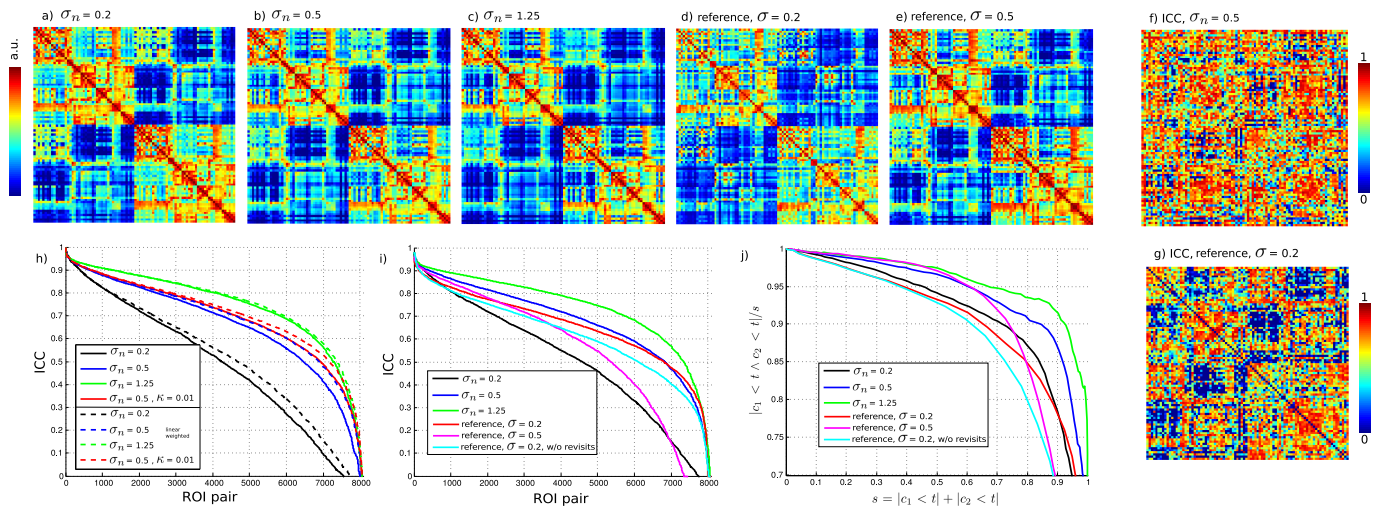 a) σn = 0.2
b) σn = 0.5
c) σn = 1.25
d) reference, σ = 0.2
e) reference, σ = 0.5
f) ICC, σn = 0.5
a.u.
1
0
g) ICC, reference, σ = 0.2
1
0
h)
ICC
1
0.9
0.8
0.7
0.6
0.5
0.4
0.3
0.2
0.1
0
σn = 0.2
σn = 0.5
σn = 1.25
σn = 0.5 , κ = 0.01
σn = 0.2
σn = 0.5 linear
σn = 1.25 weighted
σn = 0.5 , κ = 0.01
0 1000 2000 3000 4000 5000 6000 7000 8000
ROI pair
i)
ICC
1
0.9
0.8
0.7
0.6
0.5
0.4
0.3
0.2
0.1
0
σn = 0.2
σn = 0.5
σn = 1.25
reference, σ = 0.2
reference, σ = 0.5
reference, σ = 0.2, w/o revisits
0 1000 2000 3000 4000 5000 6000 7000 8000
ROI pair
j)
|c1 < t ∧ c2 < t|/s
1
0.95
0.9
0.85
0.8
0.75
0.7
σn = 0.2
σn = 0.5
σn = 1.25
reference, σ = 0.2
reference, σ = 0.5
reference, σ = 0.2, w/o revisits
0 0.1 0.2 0.3 0.4 0.5 0.6 0.7 0.8 0.9 1
s = |c1 < t| + |c2 < t|